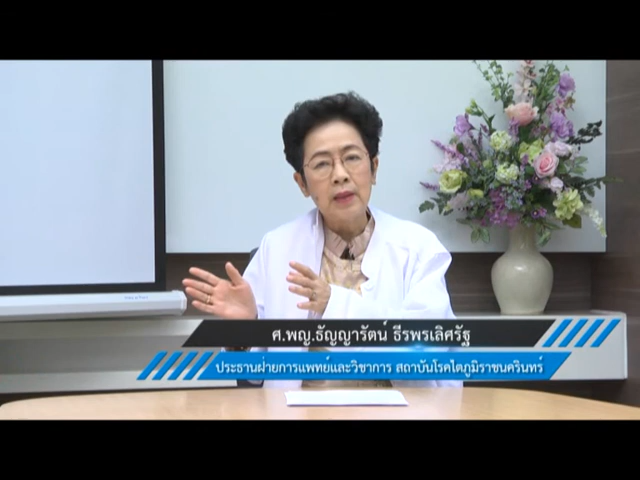 ศ.พญ.ธัญญารัตน์ ธีรพรเลิศรัฐ
ประธานฝ่ายการแพทย์และวิชาการ สถาบันโรคไตภูมิราชนครินทร์